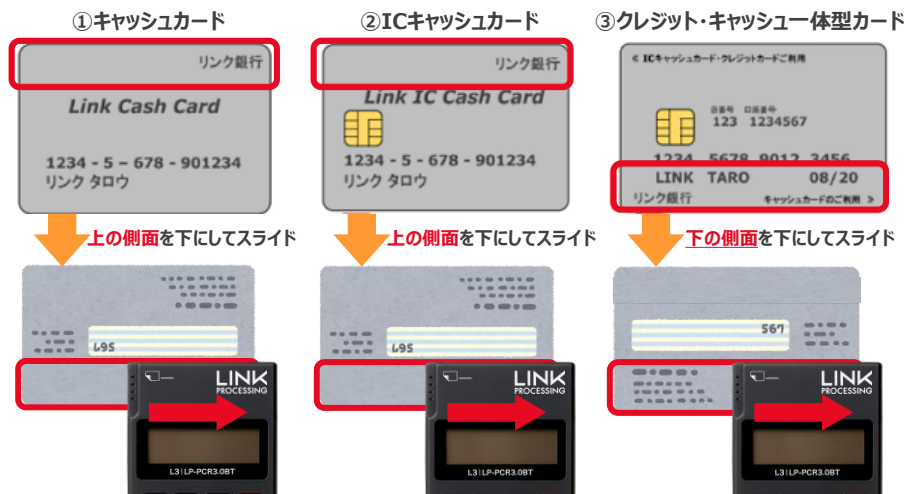 ①キャッシュカード
リンク銀行
Link Cash Card
1234 - 5 – 678 - 901234
リンク タロウ
上の側面を下にしてスライド
695
LINK
PROCESSING
L3ILP-PCR3.0BT
②ICキャッシュカード
リンク銀行
Link IC Cash Card
1234 - 5 - 678 - 901234
リンク タロウ
上の側面を下にしてスライド
695
LINK
PROCESSING
L3ILP-PCR3.0BT
③クレジット・キャッシュ一体型カード
≪ ICキャッシュカード・クレジットカードご利用
店番号 口座番号
123 1234567
1234 5678 9012 3456
LINK TARO 08/20
リンク銀行 キャッシュカードのご利用 ≫
下の側面を下にしてスライド
567
LINK
PROCESSING
L3ILP-PCR3.0BT